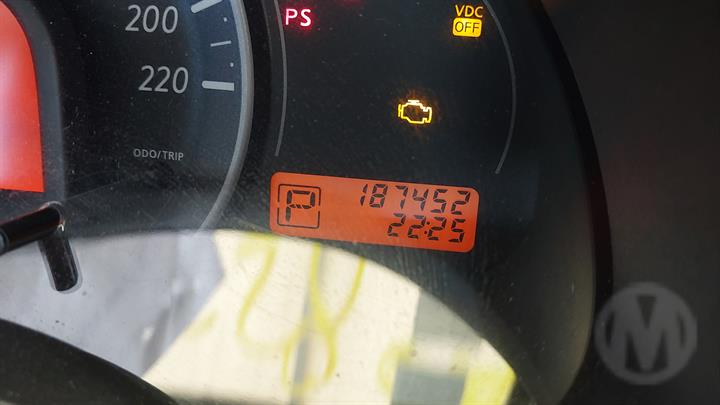 200
220
ODO/TRIP
PS
VDC
OFF
P 187452
22:25
M